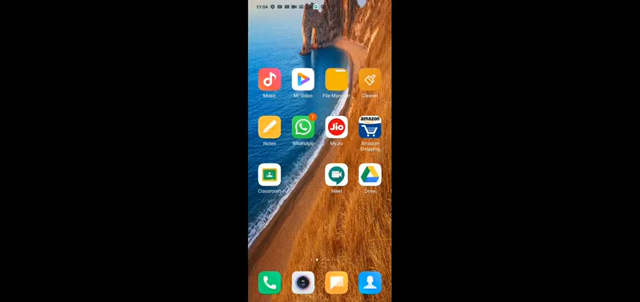 11:04
Music
Mi Video
File Manager
Cleaner
Notes
WhatsApp
MyJio
Amazon
Shopping
Jio
amazon
Classroom
Meet
Drive